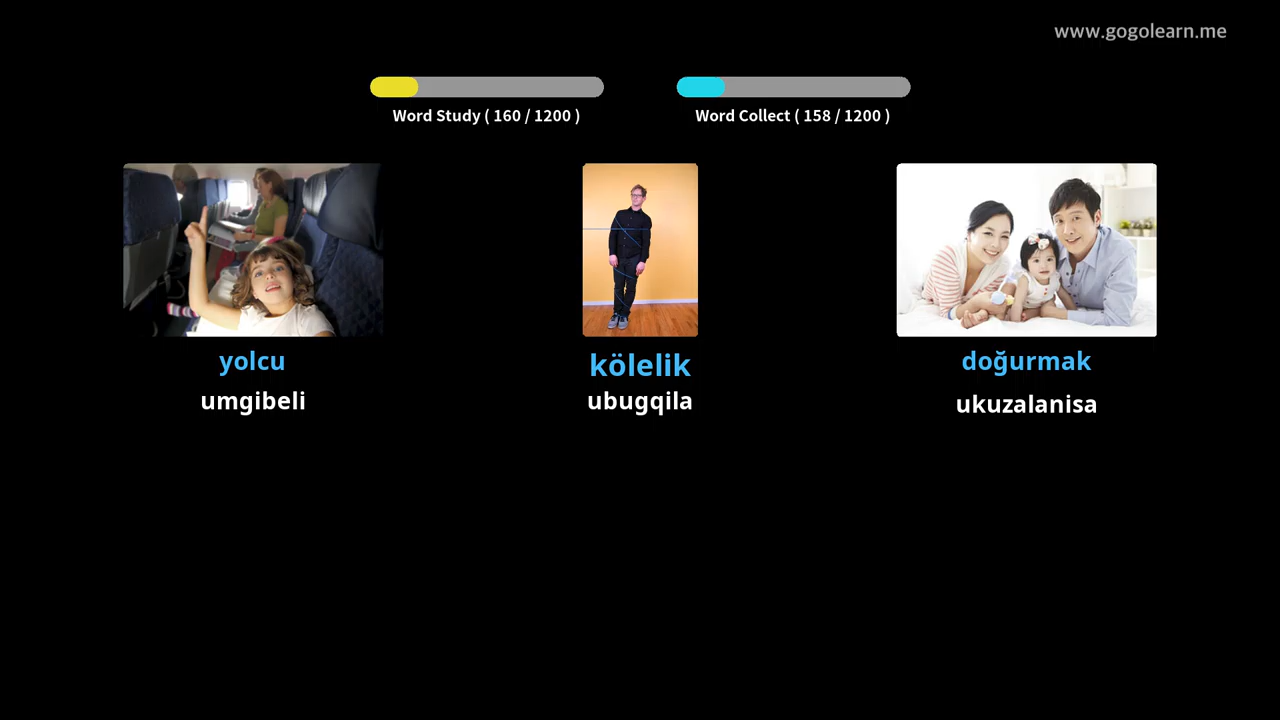 www.gogolearn.me
Word Study ( 160 / 1200 )
Word Collect ( 158 / 1200 )
yolcu
umgibeli
kölelik
ubugqila
doğurmak
ukuzalanisa